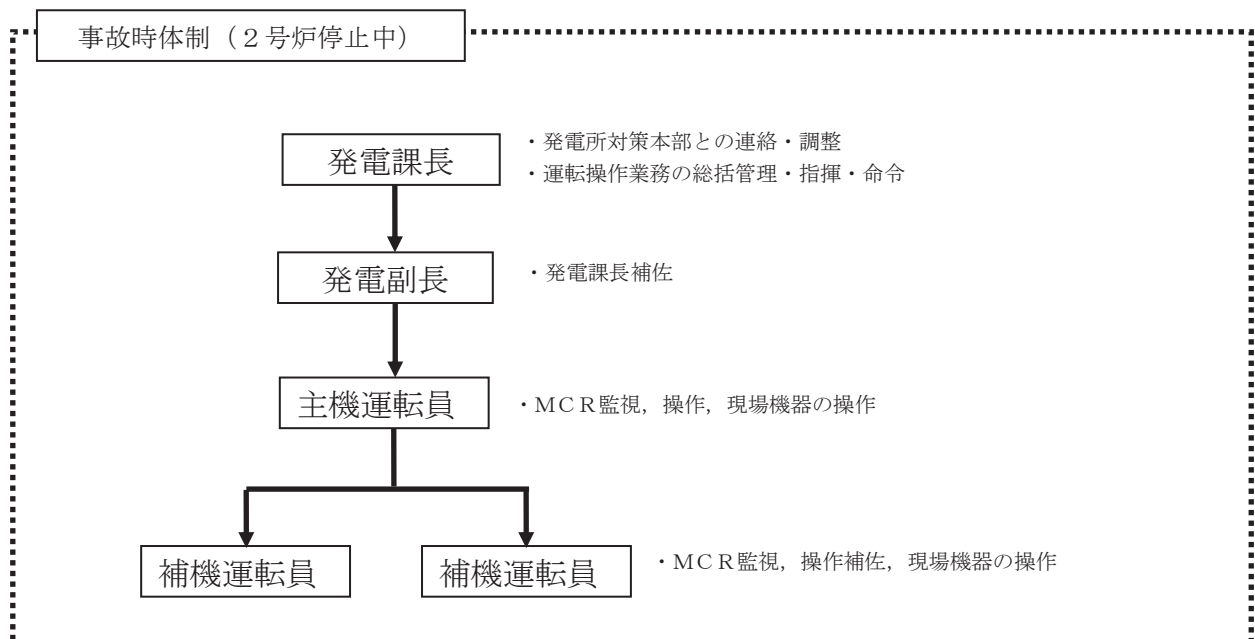 事故時体制（２号炉停止中）
発電課長
・発電所対策本部との連絡・調整
・運転操作業務の総括管理・指揮・命令
発電副長
・発電課長補佐
主機運転員
・ＭＣＲ監視，操作，現場機器の操作
補機運転員
補機運転員
・ＭＣＲ監視，操作補佐，現場機器の操作